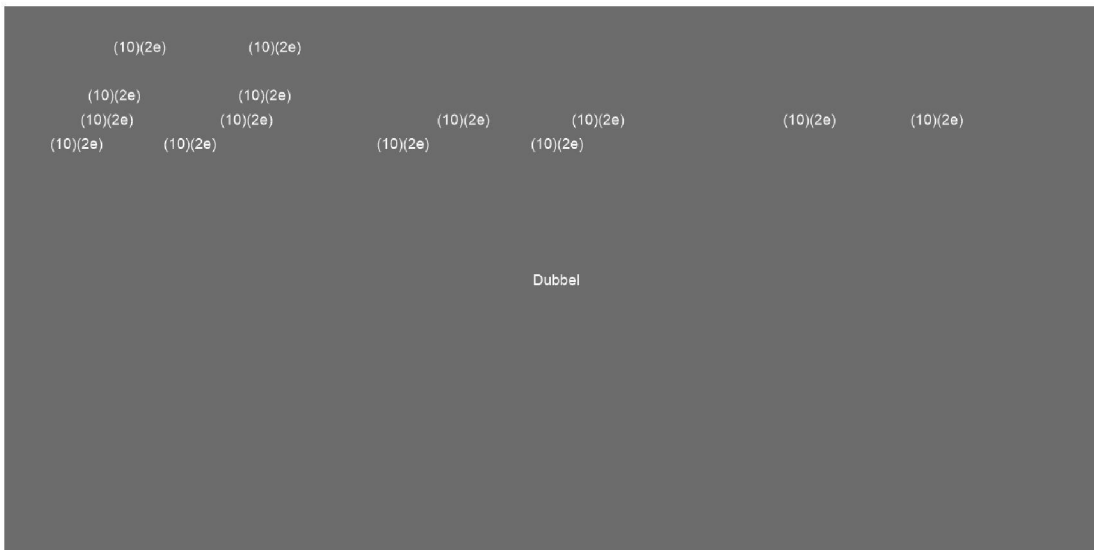 (10)(2e) (10)(2e)
(10)(2e) (10)(2e)
(10)(2e) (10)(2e) (10)(2e) (10)(2e) (10)(2e) (10)(2e)
(10)(2e) (10)(2e) (10)(2e) (10)(2e)
Dubbel